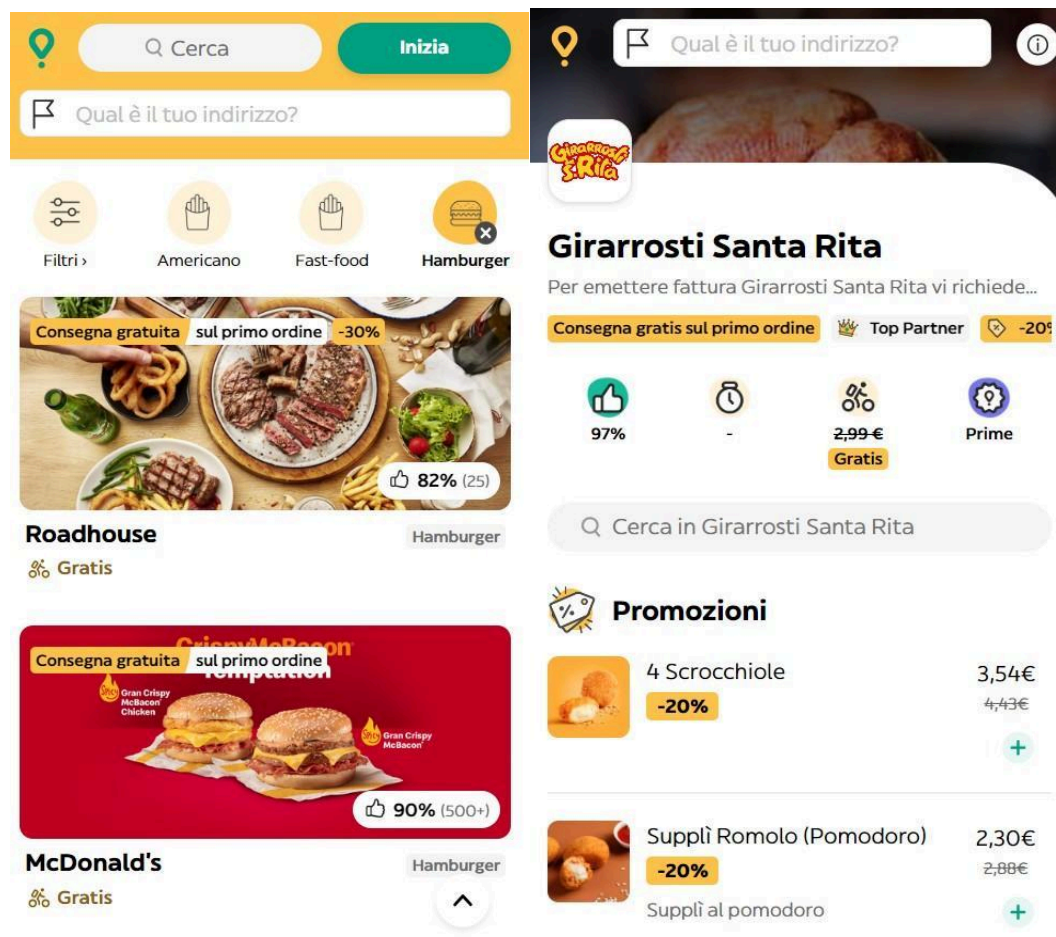 Cerca
Inizia
Qual è il tuo indirizzo?
Filtri ›
Americano
Fast-food
Hamburger
Consegna gratuita sul primo ordine -30%
82% (25)
Roadhouse
Hamburger
Gratis
CrispyMcBacon
Consegna gratuita sul primo ordine
Temptation
Spicy
Gran Crispy
McBacon
Chicken
Spicy
Gran Crispy
McBacon
90% (500+)
McDonald's
Hamburger
Gratis
Qual è il tuo indirizzo?
Girarrosti
S.Rita
Girarrosti Santa Rita
Per emettere fattura Girarrosti Santa Rita vi richiede...
Consegna gratis sul primo ordine
Top Partner
97%
-
2,99 €
Gratis
Prime
Cerca in Girarrosti Santa Rita
Promozioni
4 Scrocchiole
3,54€
-20%
4,43€
Supplì Romolo (Pomodoro)
2,30€
-20%
2,88€
Supplì al pomodoro